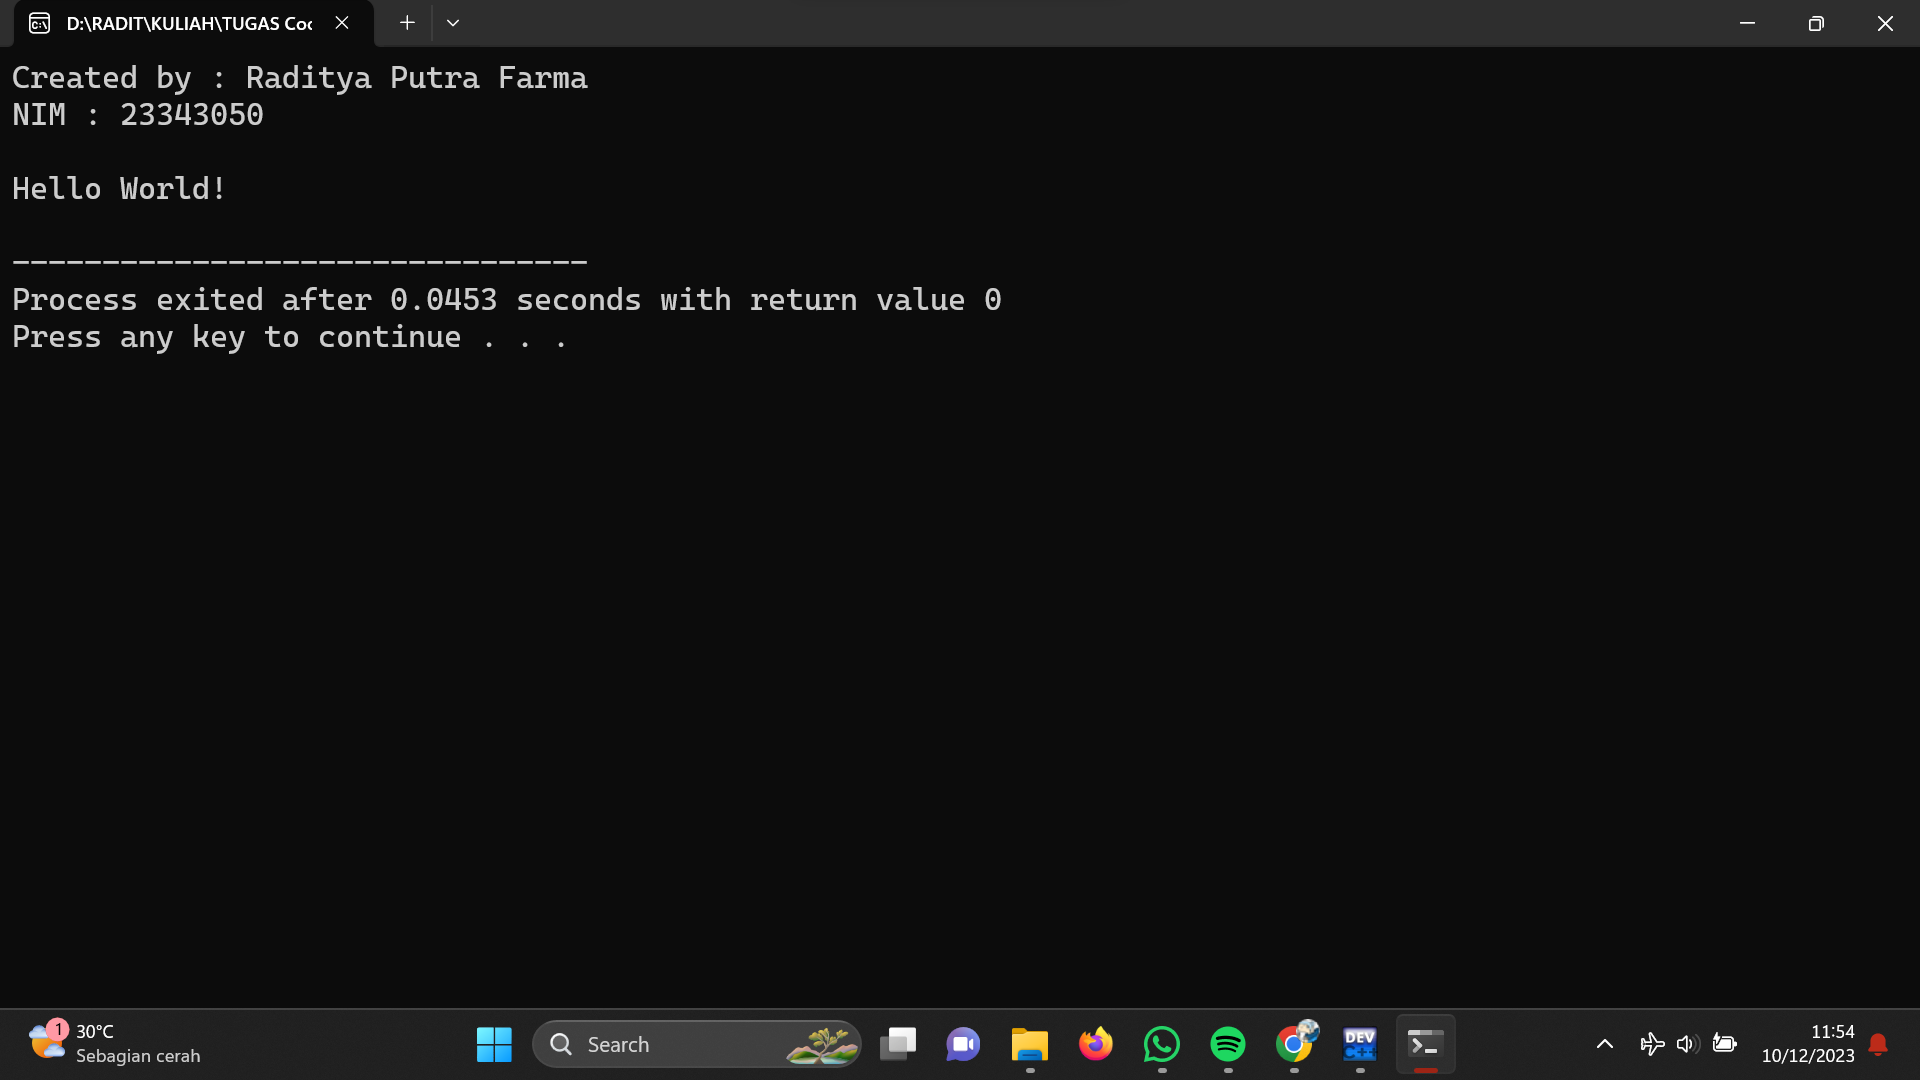 D:\RADIT\KULIAH\TUGAS
Created by : Raditya Putra Farma
NIM : 23343050
Hello World!
--------------------------------
Process exited after 0.0453 seconds with return value 0
Press any key to continue . . .
1
30°C
Sebagian cerah
Search
DEV
C++
11:54
10/12/2023